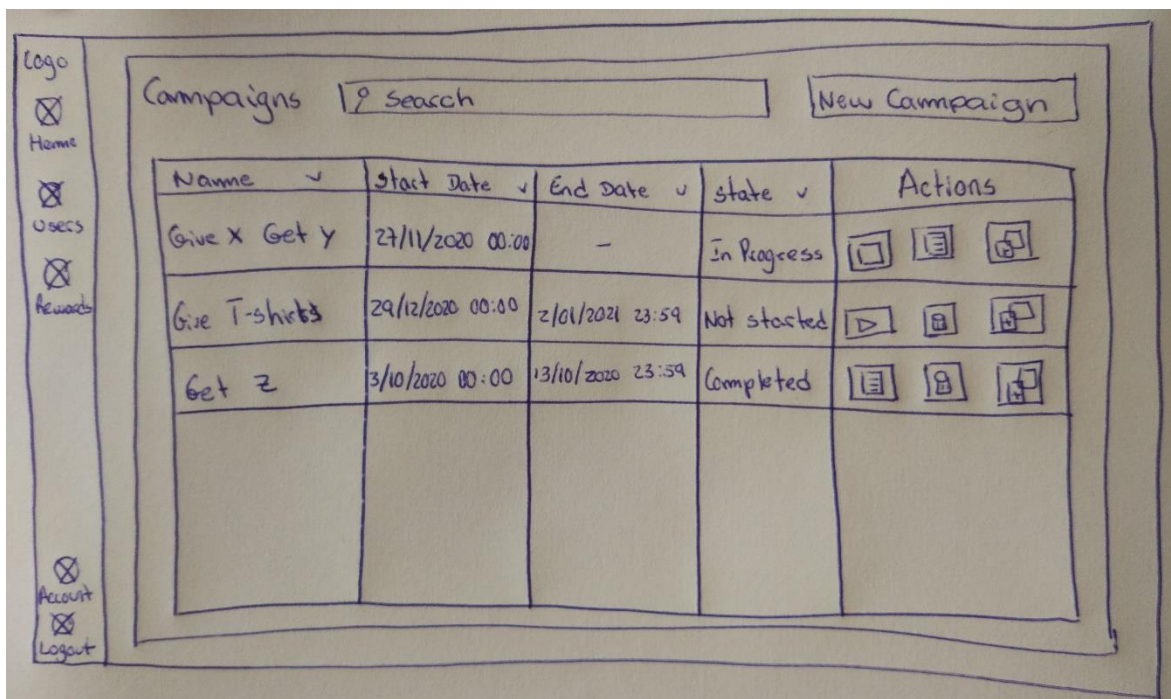 Logo
Home
Users
Rewards
Account
Logout
Campaigns
Search
New Campaign
Name Start Date End Date State Actions
Give X Get Y 27/11/2020 00:00 - In Progress
Give T-shirts 29/12/2020 00:00 2/01/2021 23:59 Not started
Get Z 3/10/2020 00:00 13/10/2020 23:59 Completed